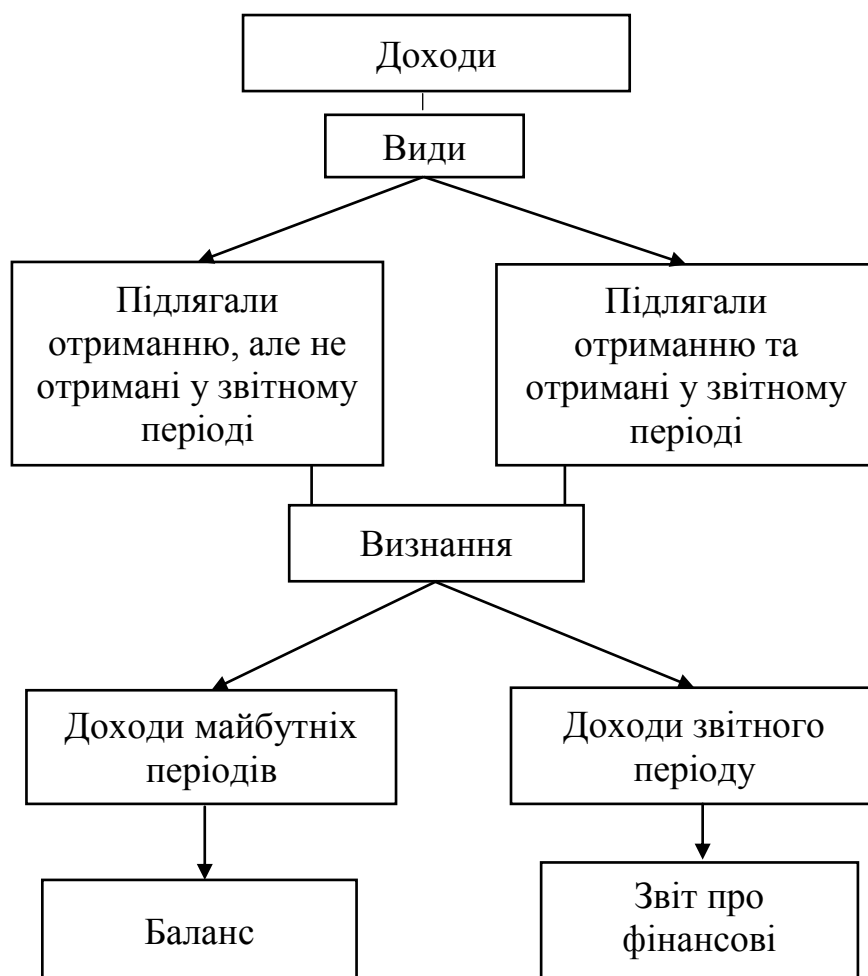 Доходи
Види
Підлягали
отриманню, але не
отримані у звітному
періоді
Підлягали
отриманню та
отримані у звітному
періоді
Визнання
Доходи майбутніх
періодів
Доходи звітного
періоду
Баланс
Звіт про
фінансові